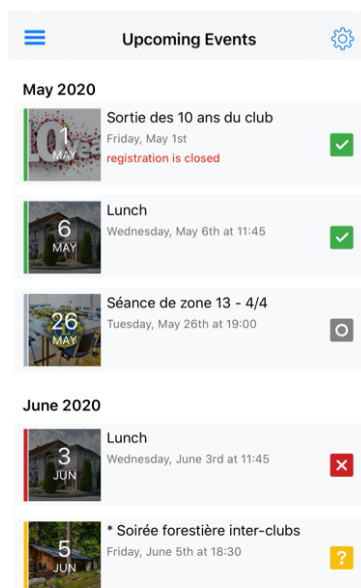 Upcoming Events
May 2020
1
MAY
Sortie des 10 ans du club
Friday, May 1st
registration is closed
6
MAY
Lunch
Wednesday, May 6th at 11:45
26
MAY
Séance de zone 13 - 4/4
Tuesday, May 26th at 19:00
June 2020
3
JUN
Lunch
Wednesday, June 3rd at 11:45
5
JUN
* Soirée forestière inter-clubs
Friday, June 5th at 18:30
?